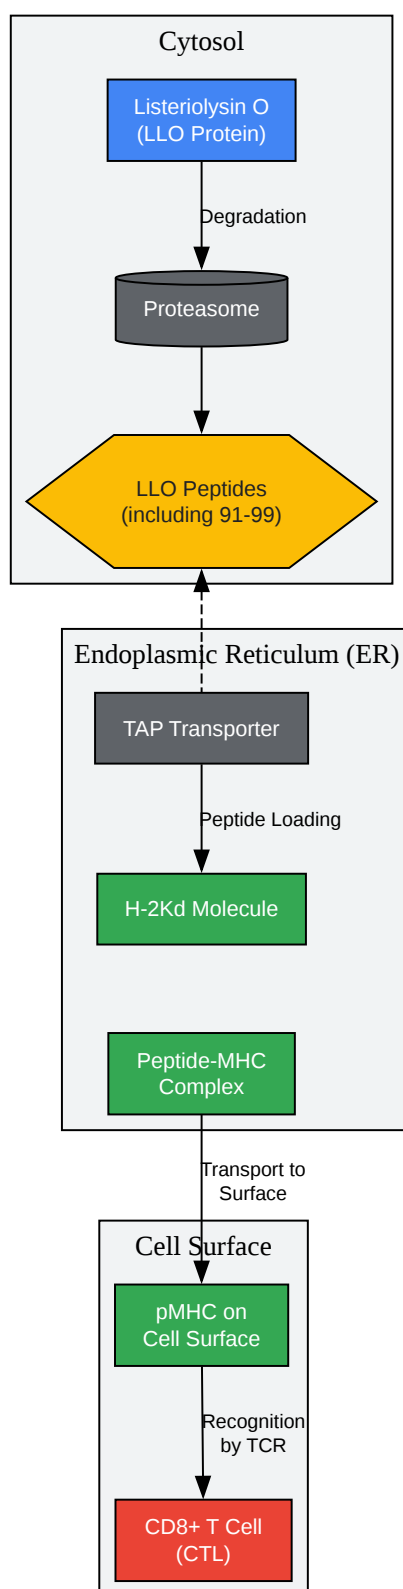 Cytosol
Listeriolysin O
(LLO Protein)
Degradation
Proteasome
LLO Peptides
(including 91-99)
Endoplasmic Reticulum (ER)
TAP Transporter
Peptide Loading
H-2Kd Molecule
Peptide-MHC
Complex
Transport to
Surface
Cell Surface
pMHC on
Cell Surface
Recognition
by TCR
CD8+ T Cell
(CTL)